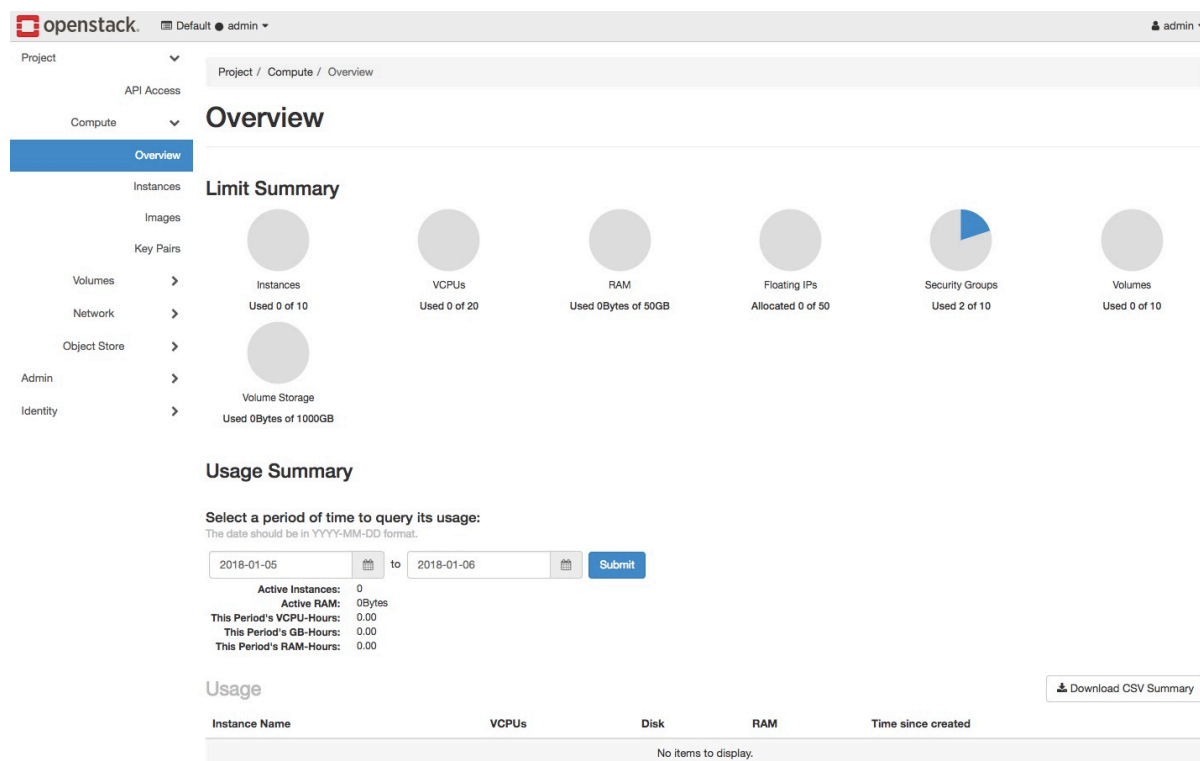 openstack. Default ● admin admin
Project
API Access
Compute
Overview
Instances
Images
Key Pairs
Volumes
Network
Object Store
Admin
Identity
Project / Compute / Overview
Overview
Limit Summary
Instances VCPUs RAM Floating IPs Security Groups Volumes
Used 0 of 10 Used 0 of 20 Used 0Bytes of 50GB Allocated 0 of 50 Used 2 of 10 Used 0 of 10
Volume Storage
Used 0Bytes of 1000GB
Usage Summary
Select a period of time to query its usage:
The date should be in YYYY-MM-DD format.
2018-01-05 to 2018-01-06 Submit
Active Instances: 0
Active RAM: 0Bytes
This Period's VCPU-Hours: 0.00
This Period's GB-Hours: 0.00
This Period's RAM-Hours: 0.00
Usage Download CSV Summary
Instance Name VCPUs Disk RAM Time since created
No items to display.